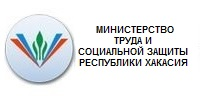 МИНИСТЕРСТВО
ТРУДА И
СОЦИАЛЬНОЙ ЗАЩИТЫ
РЕСПУБЛИКИ ХАКАСИЯ